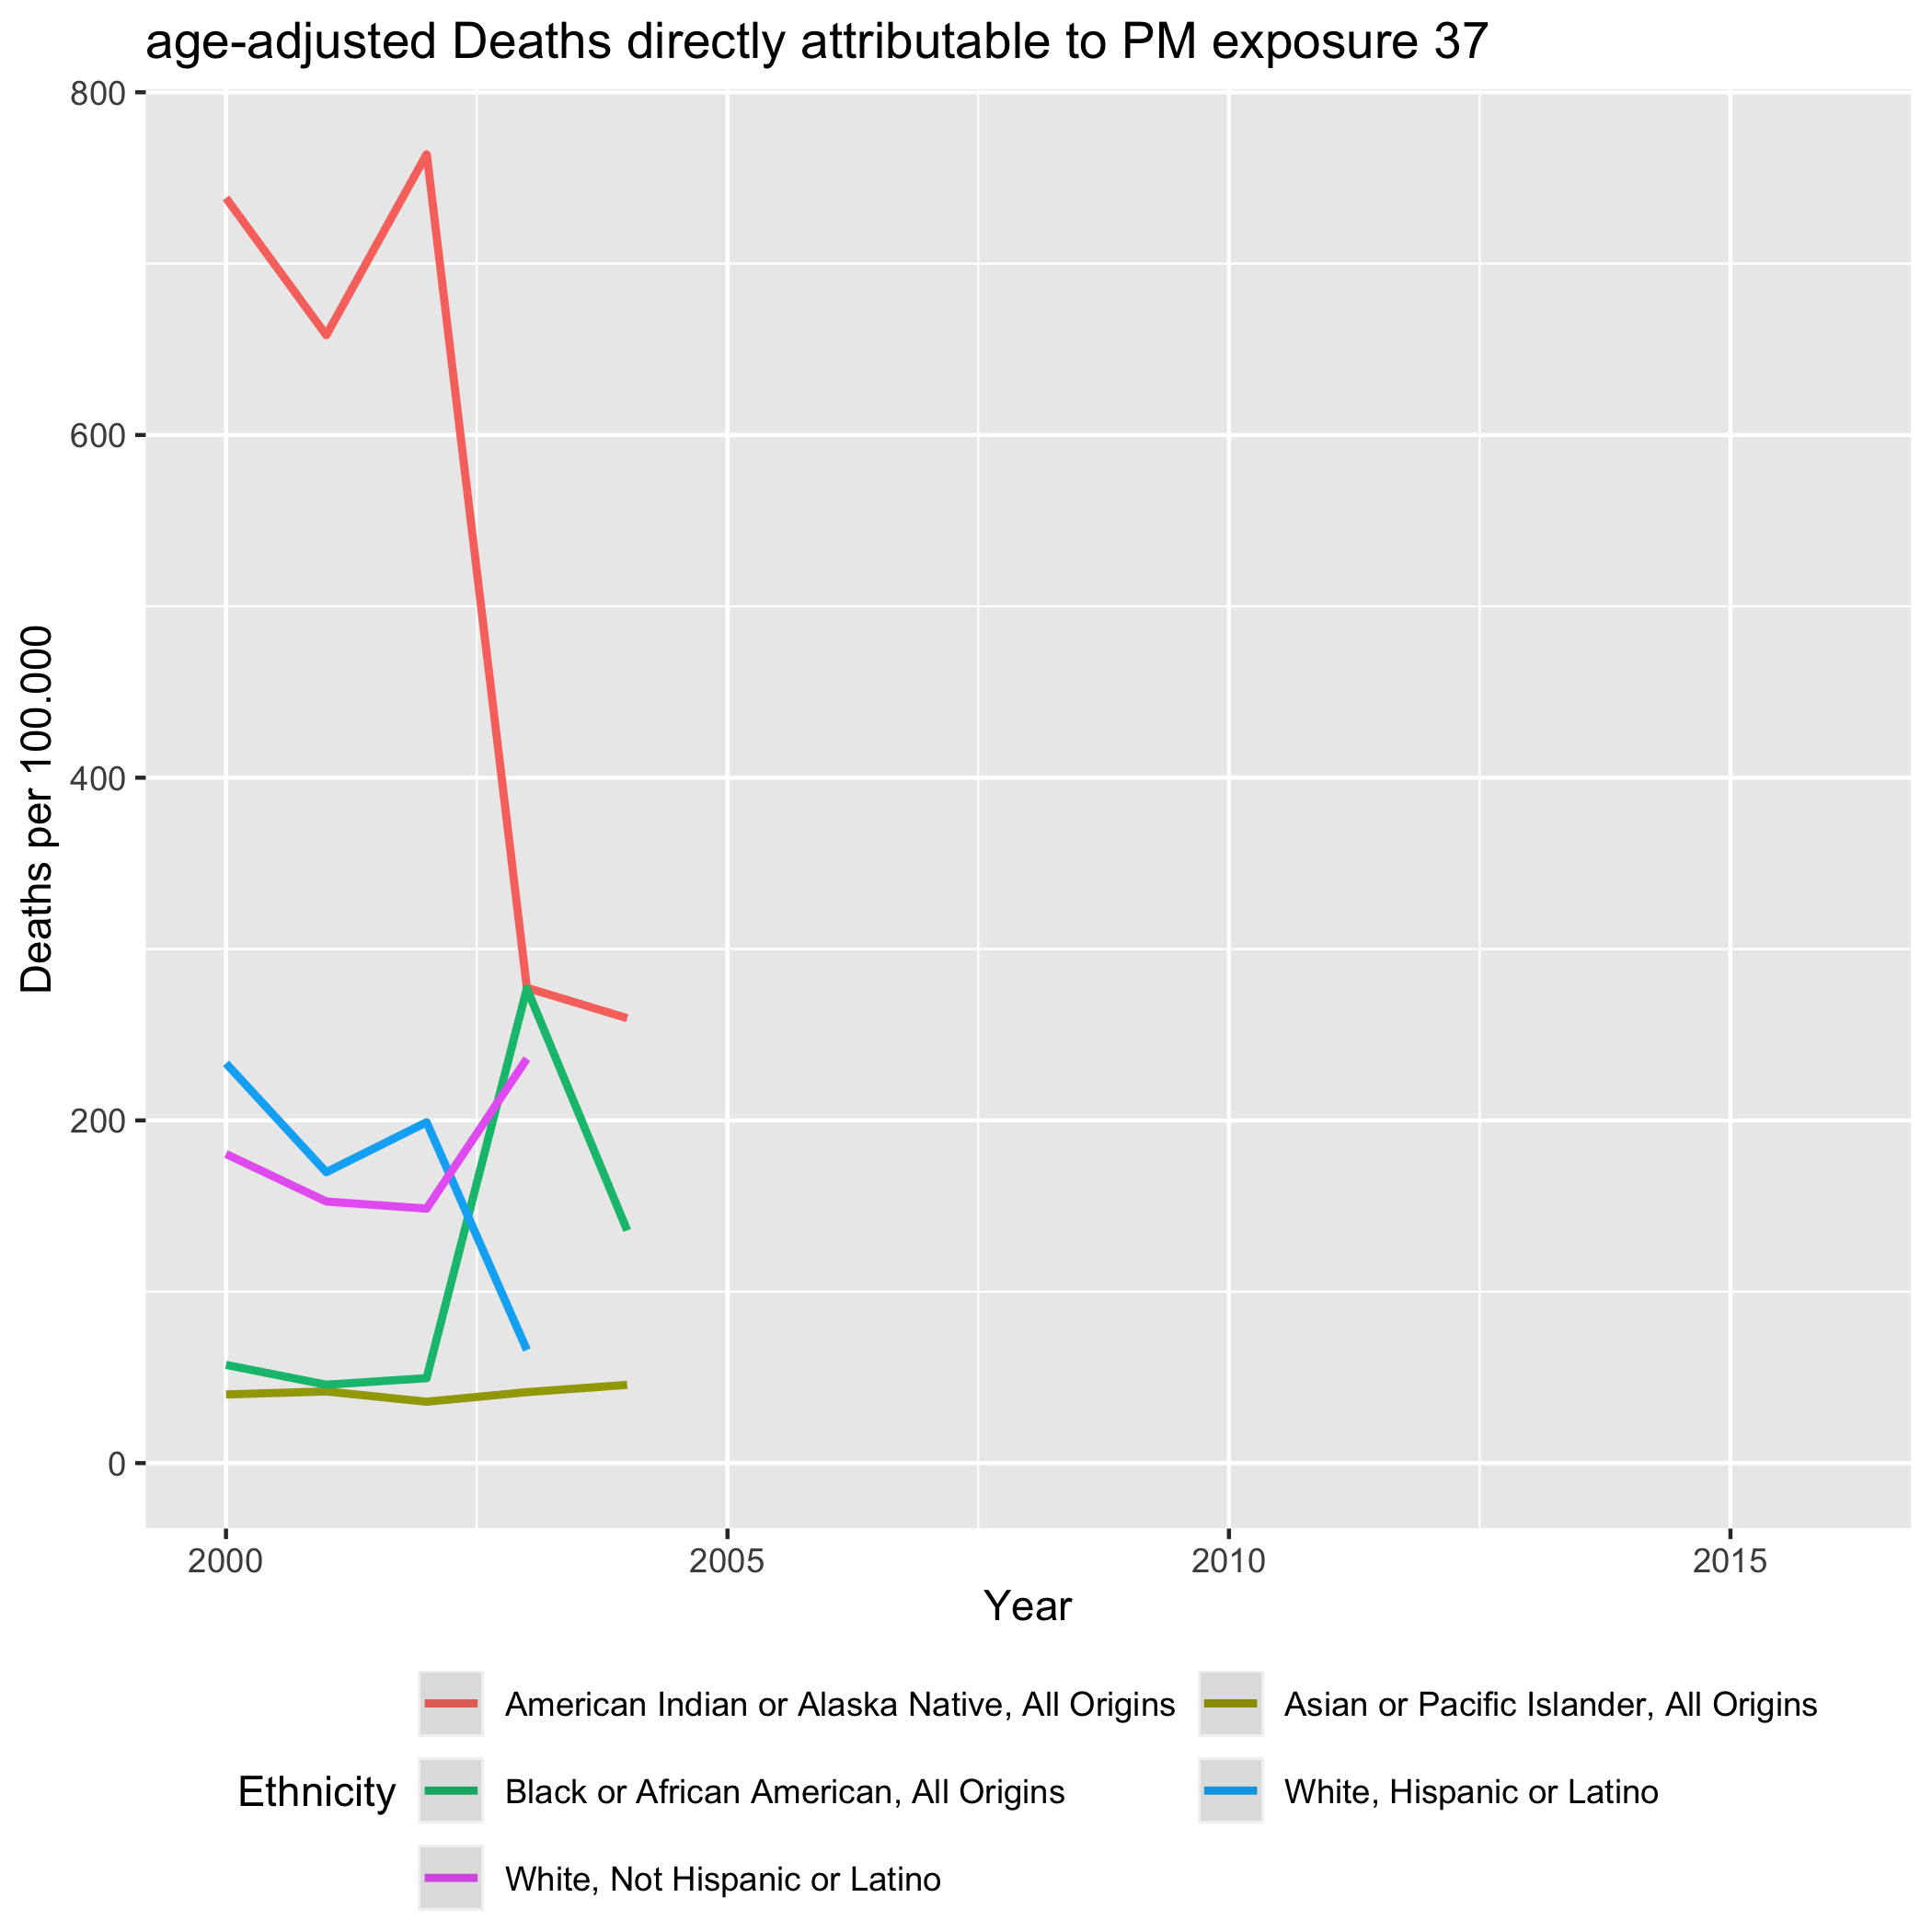 age-adjusted Deaths directly attributable to PM exposure 37
800
600
400
200
0
Deaths per 100.000
2000 2005 2010 2015
Year
Ethnicity
American Indian or Alaska Native, All Origins
Asian or Pacific Islander, All Origins
Black or African American, All Origins
White, Hispanic or Latino
White, Not Hispanic or Latino